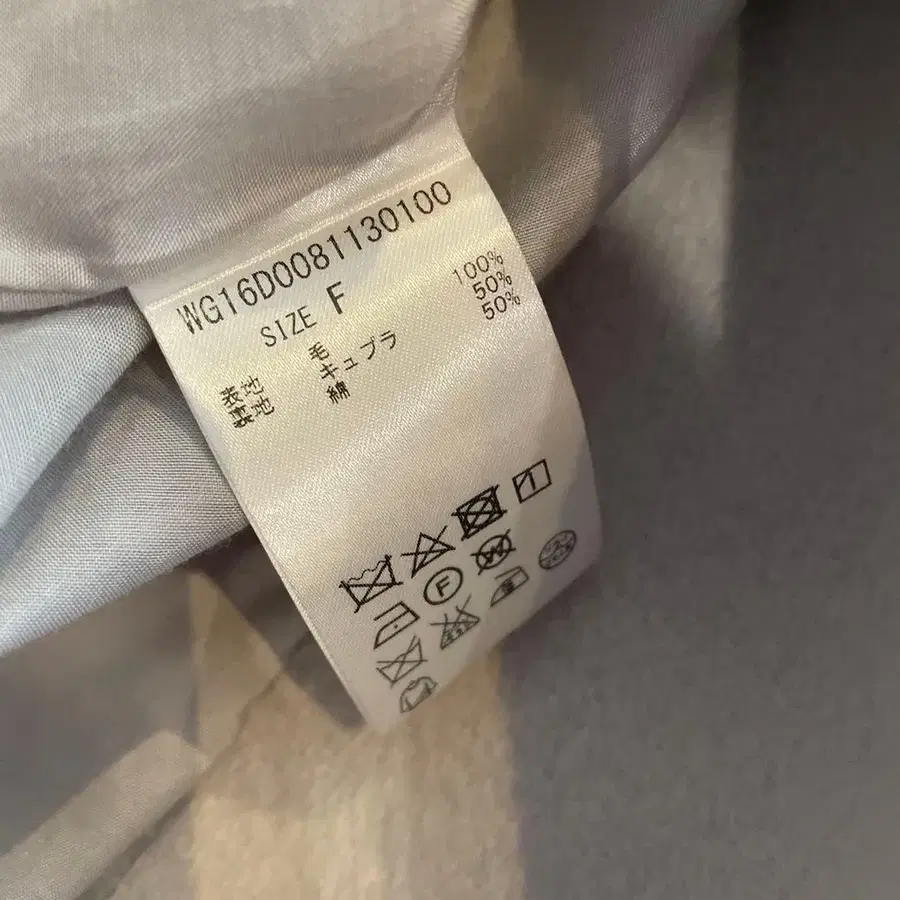 WG16D0081130100
SIZE F
表地 毛 100%
裏地 キュプラ 50%
綿 50%
F W